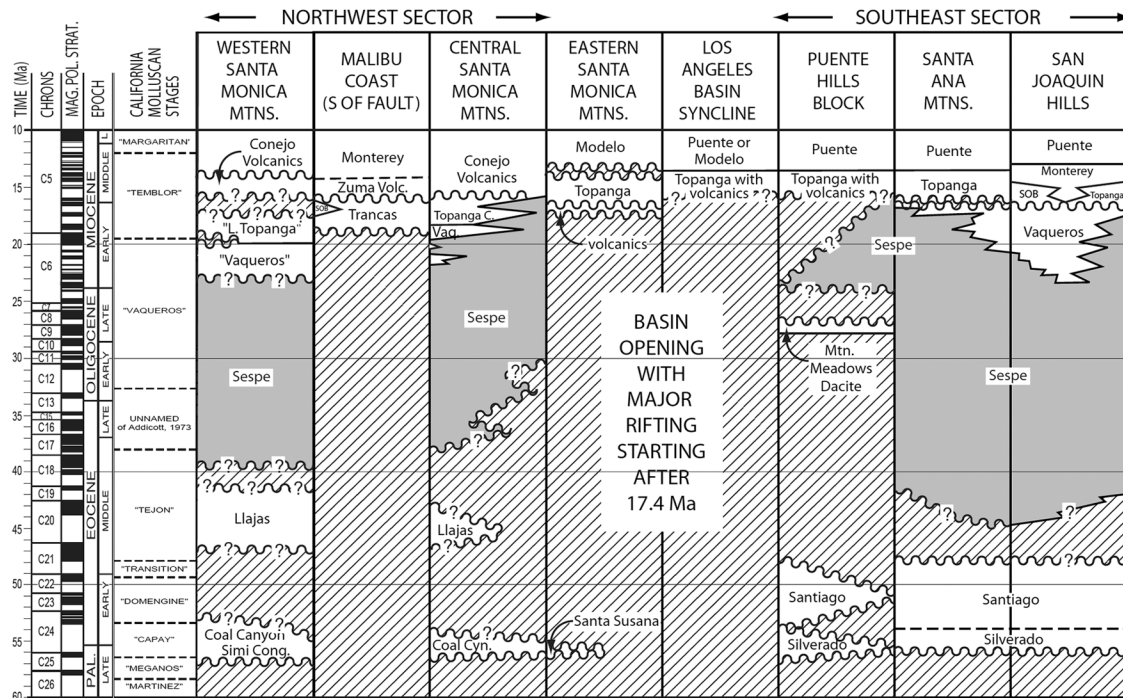 NORTHWEST SECTOR
SOUTHEAST SECTOR
TIME (Ma)
CHRONS
MAG.POL. STRAT.
EPOCH
CALIFORNIA
MOLLUSCAN
STAGES
WESTERN
SANTA
MONICA
MTNS.
MALIBU
COAST
(S OF FAULT)
CENTRAL
SANTA
MONICA
MTNS.
EASTERN
SANTA
MONICA
MTNS.
LOS
ANGELES
BASIN
SYNCLINE
PUENTE
HILLS
BLOCK
SANTA
ANA
MTNS.
SAN
JOAQUIN
HILLS
10
15
20
25
30
35
40
45
50
55
60
C5
C6
C7
C8
C9
C10
C11
C12
C13
C15
C16
C17
C18
C19
C20
C21
C22
C23
C24
C25
C26
MIOCENE
OLIGOCENE
EOCENE
PAL.
L
MIDDLE
EARLY
LATE
EARLY
LATE
MIDDLE
EARLY
LATE
"MARGARITAN'
"TEMBLOR"
"VAQUEROS"
UNNAMED
of Addicott, 1973
"TEJON"
"TRANSITION"
"DOMENGINE"
"CAPAY"
"MEGANOS"
"MARTINEZ"
Conejo
Volcanics
? ? ?
? ? ?
"L. Topanga"
"Vaqueros"
? ?
Sespe
? ?
? ? ?
Llajas
? ?
? ?
Coal Canyon
Simi Cong.
Monterey
Zuma Volc.
SOB
Trancas
Conejo
Volcanics
Topanga C.
Vaq.
Sespe
?
?
?
?
Llajas
?
Coal Cyn.
Modelo
Topanga
volcanics
Santa Susana
Puente or
Modelo
Topanga with
volcanics
BASIN
OPENING
WITH
MAJOR
RIFTING
STARTING
AFTER
17.4 Ma
Puente
Topanga with
volcanics
?
?
?
? ?
? ?
Mtn.
Meadows
Dacite
Santiago
?
?
Silverado
Puente
Topanga
Sespe
Sespe
?
Santiago
Silverado
Puente
Monterey
SOB
Topanga
Vaqueros
?
?